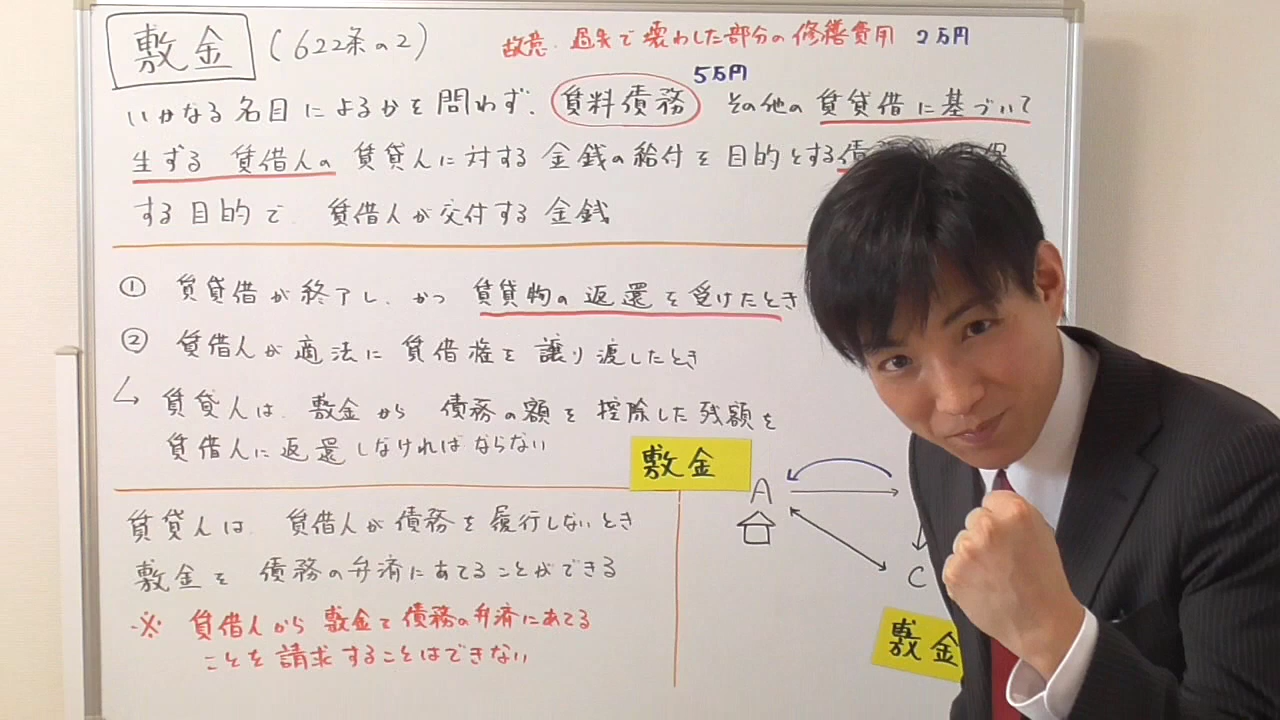 敷金 (622条の2)
故意・過失で壊わした部分の修繕費用 2万円
5万円
いかなる名目によるかを問わず、賃料債務 その他の賃貸借に基づいて
生ずる 賃借人の 賃貸人に対する 金銭の給付を目的とする債
する目的で、賃借人が交付する金銭
① 賃貸借が終了し、かつ 賃貸物の返還を受けたとき
② 賃借人が適法に 賃借権を譲り渡したとき
↳ 賃貸人は、敷金から 債務の額を控除した残額を
賃借人に返還しなければならない
敷金
A
賃貸人は、賃借人が債務を履行しないとき
敷金を 債務の弁済にあてることができる
C
※ 賃借人から 敷金で債務の弁済にあてる
ことを請求することはできない
敷金